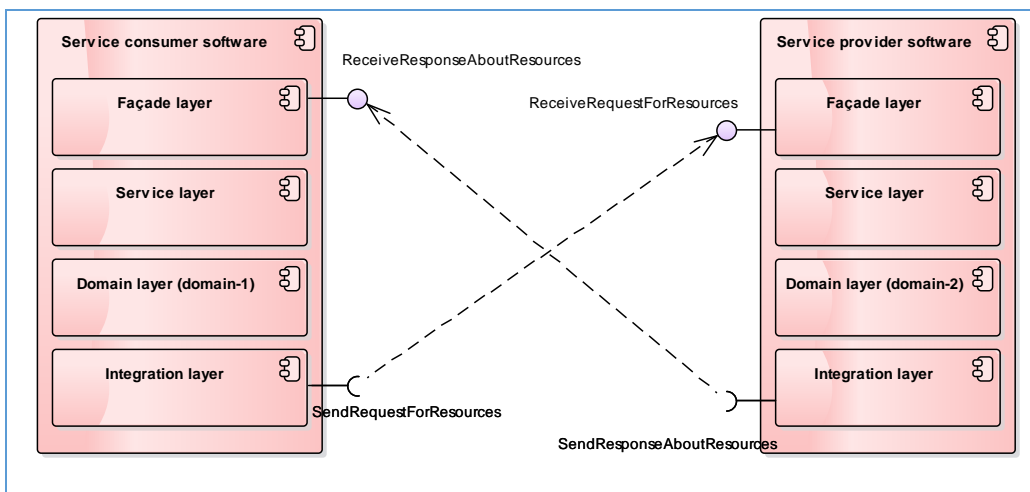 Service consumer software
Façade layer
Service layer
Domain layer (domain-1)
Integration layer
ReceiveResponseAboutResources
SendRequestForResources
ReceiveRequestForResources
SendResponseAboutResources
Service provider software
Façade layer
Service layer
Domain layer (domain-2)
Integration layer